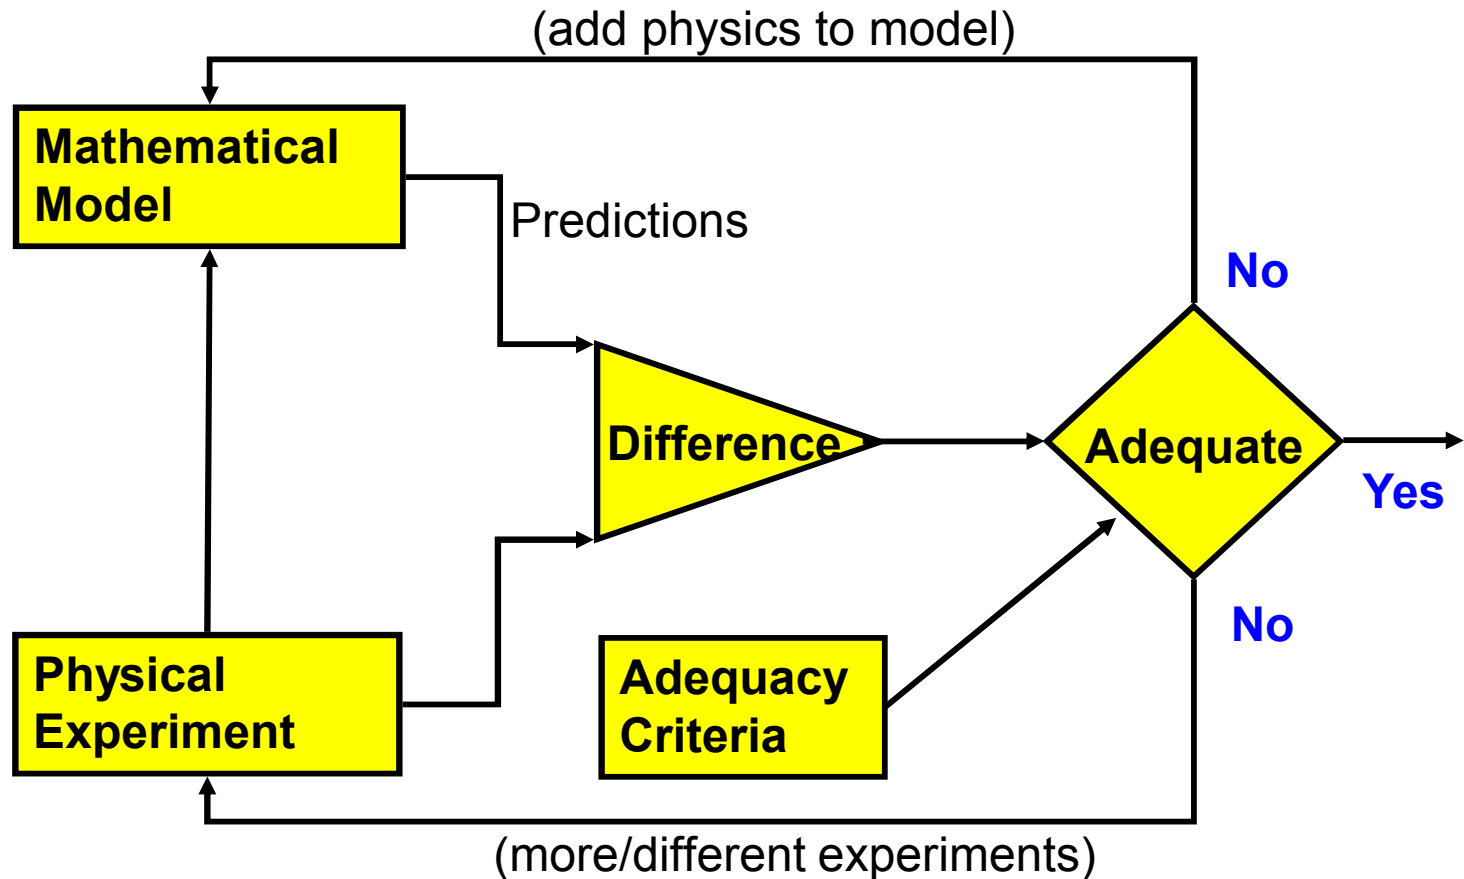 (add physics to model)
Mathematical
Model
Predictions
No
Difference
Adequate
Yes
Physical
Experiment
Adequacy
Criteria
No
(more/different experiments)